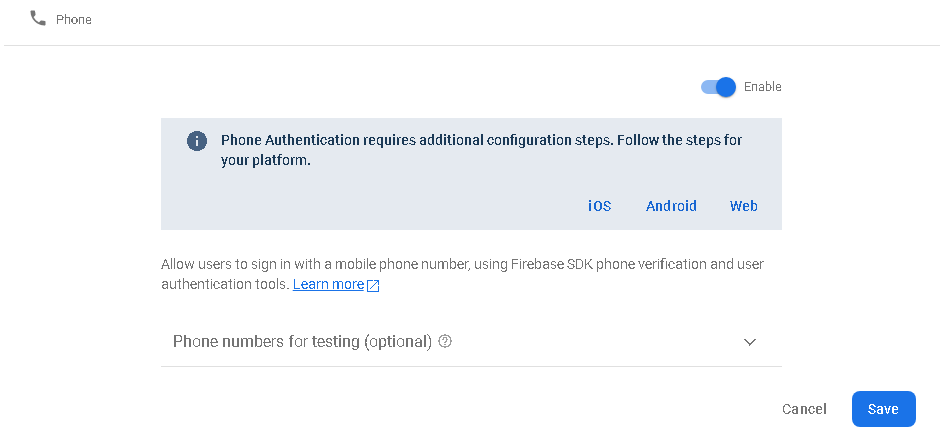 Phone
Enable
Phone Authentication requires additional configuration steps. Follow the steps for
your platform.
iOS Android Web
Allow users to sign in with a mobile phone number, using Firebase SDK phone verification and user
authentication tools. Learn more
Phone numbers for testing (optional)
Cancel Save